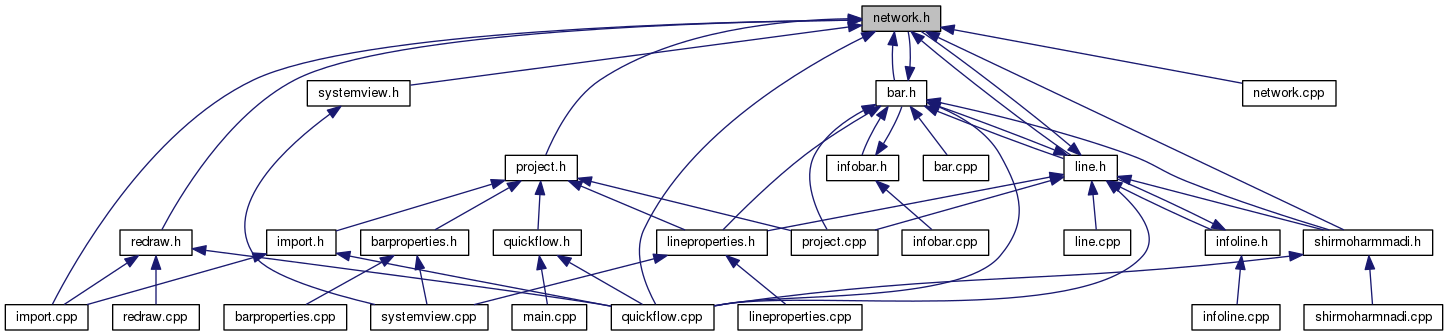 network.h
systemview.h
bar.h
network.cpp
project.h
infobar.h
bar.cpp
line.h
redraw.h
import.h
barproperties.h
quickflow.h
lineproperties.h
project.cpp
infobar.cpp
line.cpp
infoline.h
shirmoharmmadi.h
import.cpp
redraw.cpp
barproperties.cpp
systemview.cpp
main.cpp
quickflow.cpp
lineproperties.cpp
infoline.cpp
shirmoharmnadi.cpp